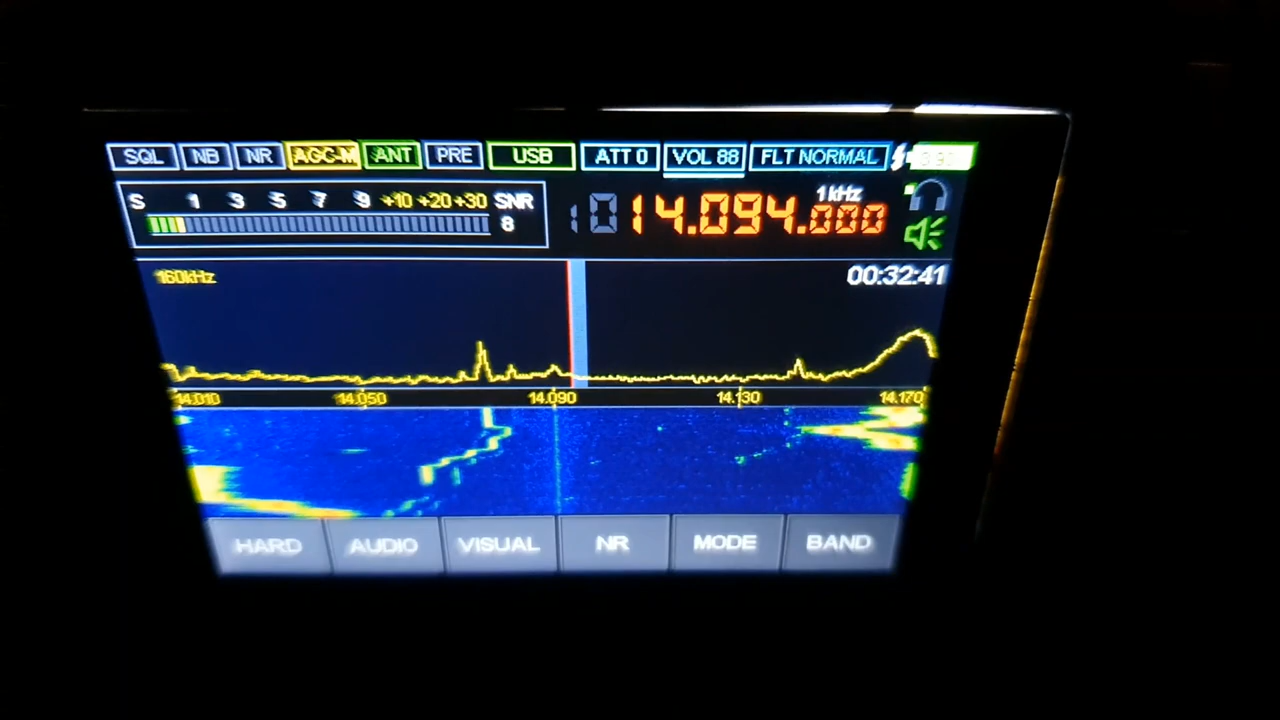 SQL NB NR AGC-M ANT PRE USB ATT 0 VOL 88 FLT NORMAL
S 1 3 5 7 9 +10 +20 +30 SNR
8
1kHz
14.094.000
160kHz 00:32:41
14.010 14.050 14.090 14.130 14.170
HARD AUDIO VISUAL NR MODE BAND